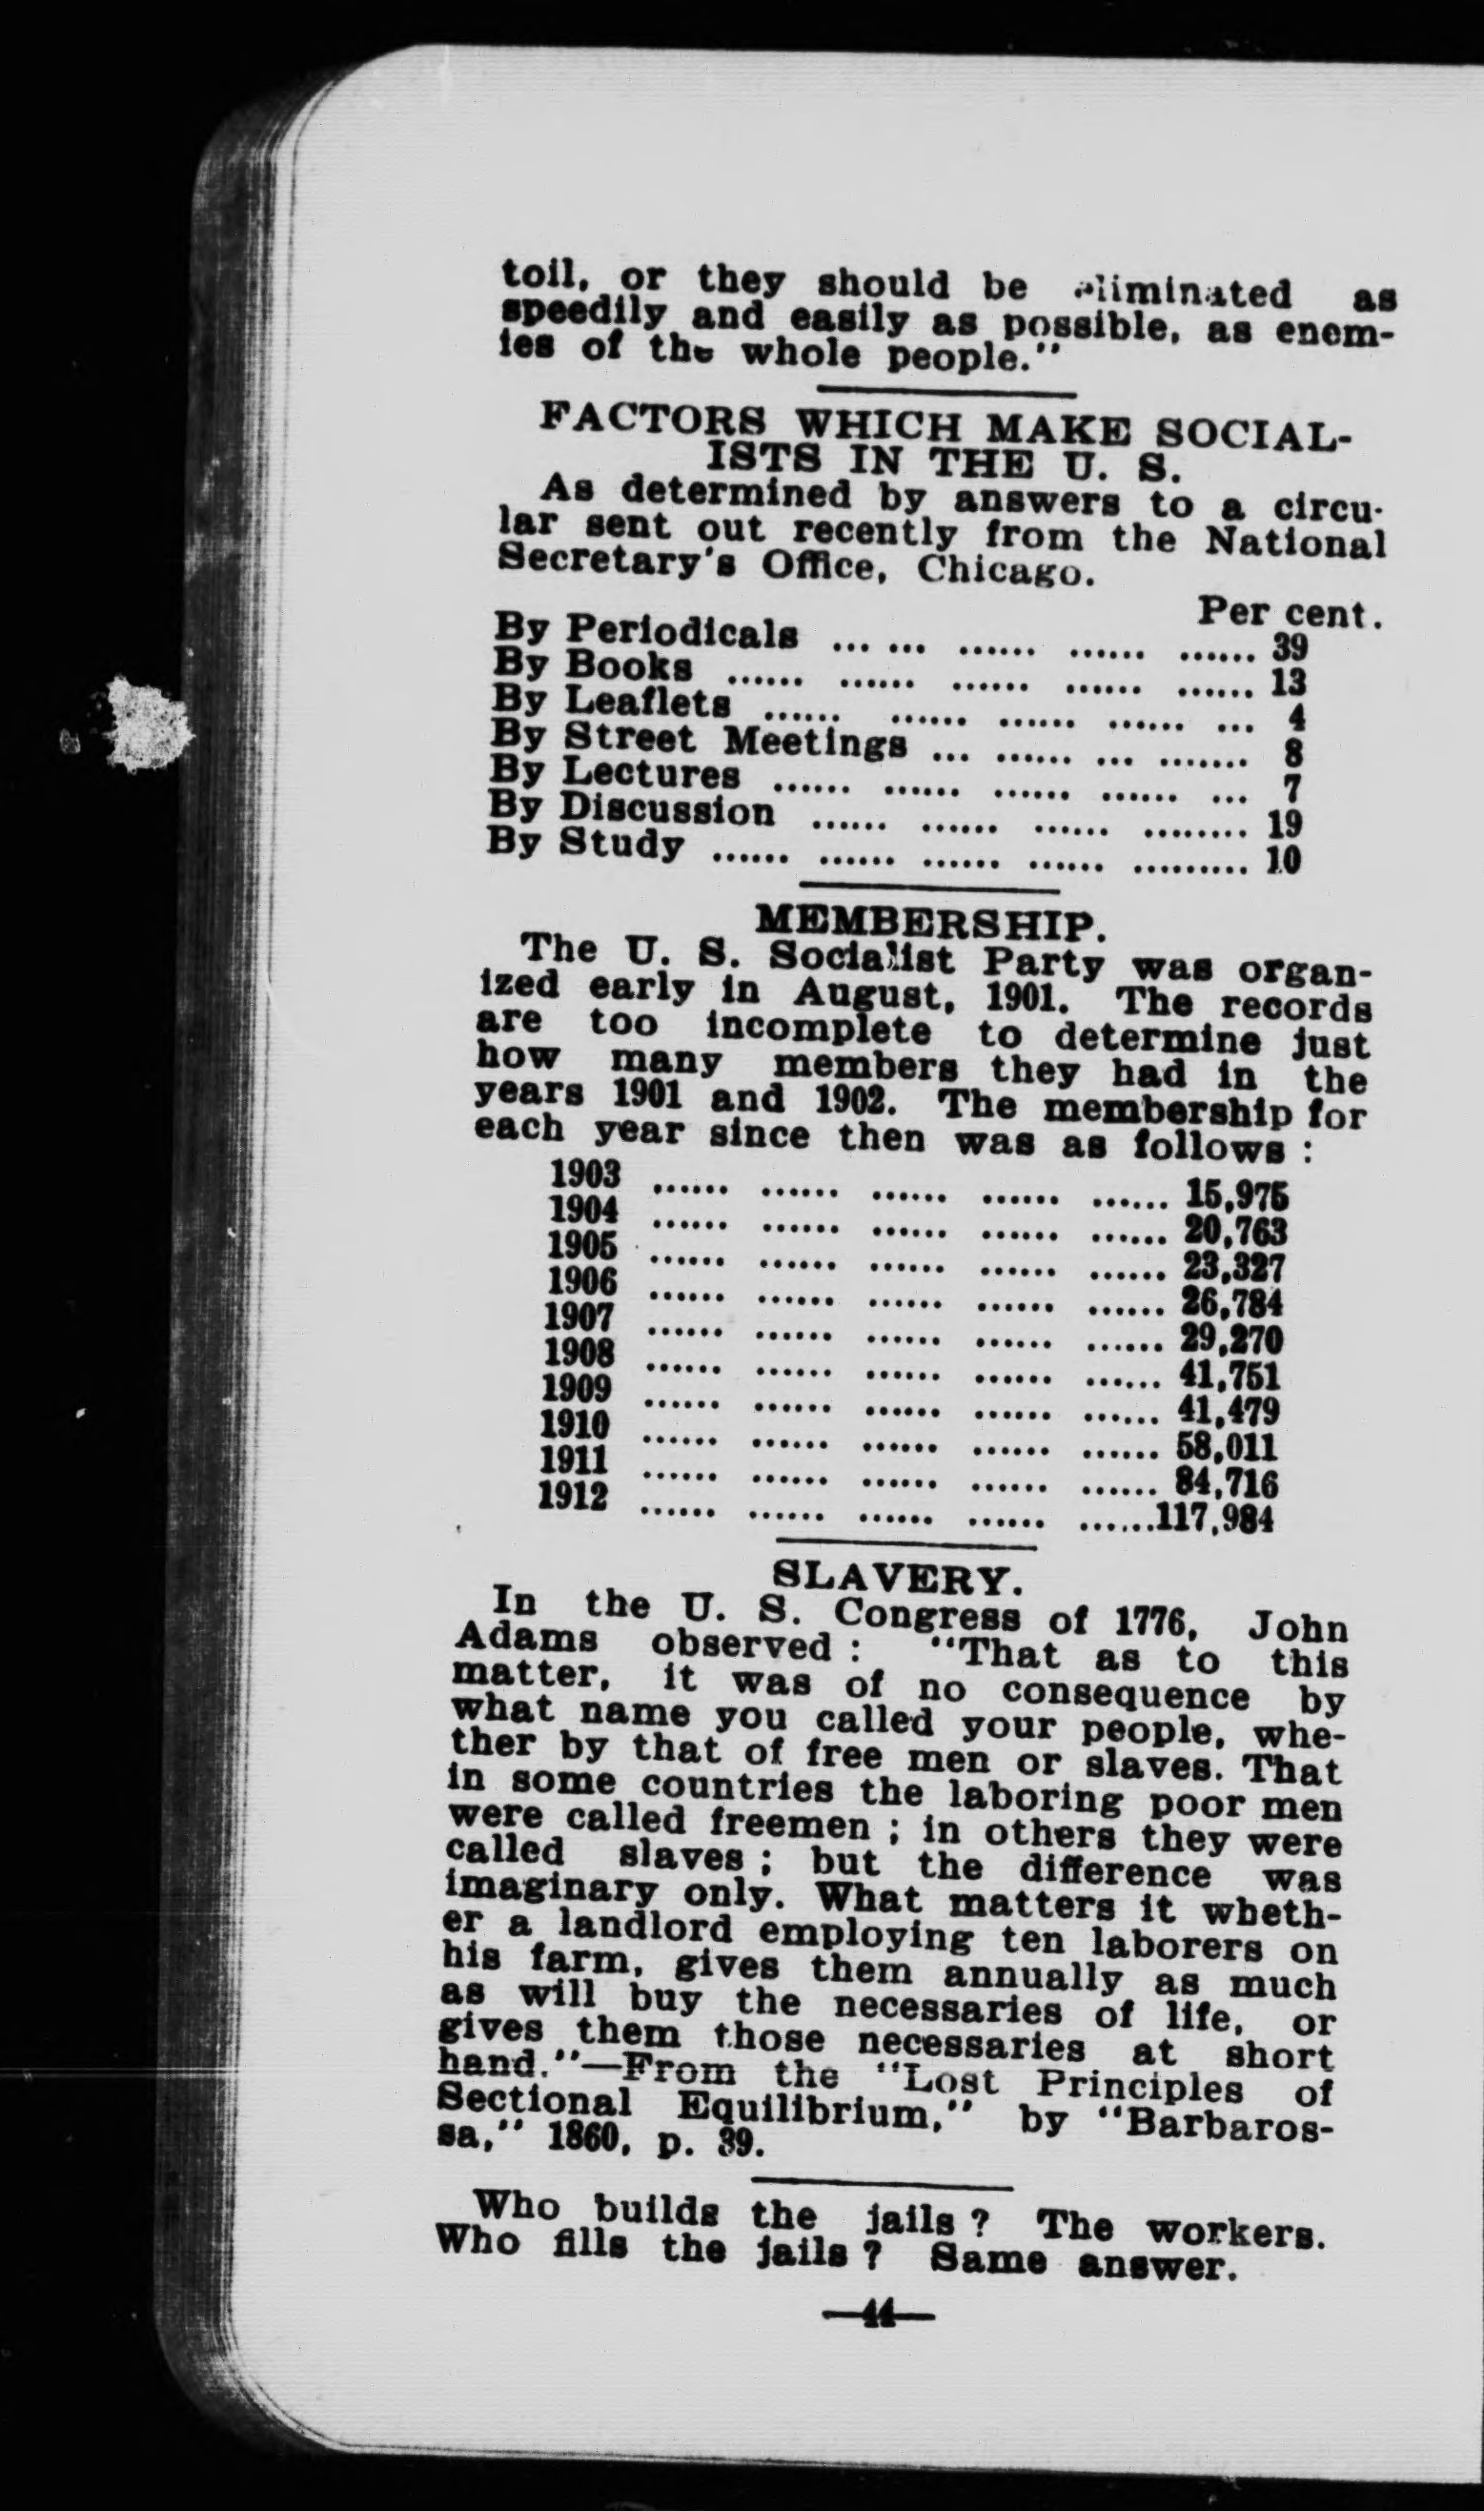 toil, or they should be eliminated as
speedily and easily as possible, as enem-
ies of the whole people."
FACTORS WHICH MAKE SOCIAL-
ISTS IN THE U. S.
As determined by answers to a circu-
lar sent out recently from the National
Secretary's Office, Chicago.
Per cent.
By Periodicals ... ... ...... ...... ...... 39
By Books ...... ...... ...... ...... ...... 13
By Leaflets ...... ...... ...... ...... ... 4
By Street Meetings ... ...... ... ....... 8
By Lectures ...... ...... ...... ...... ... 7
By Discussion ...... ...... ...... ........ 19
By Study ...... ...... ...... ...... ......... 10
MEMBERSHIP.
The U. S. Socialist Party was organ-
ized early in August, 1901. The records
are too incomplete to determine just
how many members they had in the
years 1901 and 1902. The membership for
each year since then was as follows :
1903 ...... ...... ...... ...... ...... 15,975
1904 ...... ...... ...... ...... ...... 20,763
1905 ...... ...... ...... ...... ...... 23,327
1906 ...... ...... ...... ...... ...... 26,784
1907 ...... ...... ...... ...... ...... 29,270
1908 ...... ...... ...... ...... ...... 41,751
1909 ...... ...... ...... ...... ...... 41,479
1910 ...... ...... ...... ...... ...... 58,011
1911 ...... ...... ...... ...... ...... 84,716
1912 ...... ...... ...... ...... ......117,984
SLAVERY.
In the U. S. Congress of 1776, John
Adams observed : "That as to this
matter, it was of no consequence by
what name you called your people, whe-
ther by that of free men or slaves. That
in some countries the laboring poor men
were called freemen ; in others they were
called slaves ; but the difference was
imaginary only. What matters it wheth-
er a landlord employing ten laborers on
his farm, gives them annually as much
as will buy the necessaries of life, or
gives them those necessaries at short
hand."—From the "Lost Principles of
Sectional Equilibrium," by "Barbaros-
sa," 1860, p. 39.
Who builds the jails ? The workers.
Who fills the jails ? Same answer.
—44—